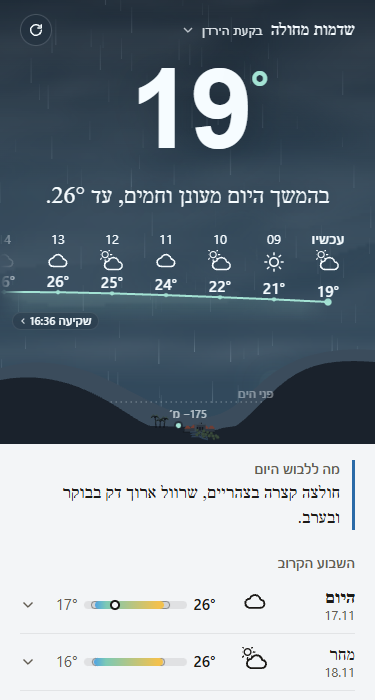 שדמות מחולה בקעת הירדן
19°
בהמשך היום מעונן וחמים, עד 26°.
עכשיו 09 10 11 12 13
19° 21° 22° 24° 25° 26°
שקיעה 16:36 ›
פני הים
−175 מ׳
מה ללבוש היום
חולצה קצרה בצהריים, שרוול ארוך דק בבוקר
ובערב.
השבוע הקרוב
היום 26° 17°
17.11
מחר 26° 16°
18.11